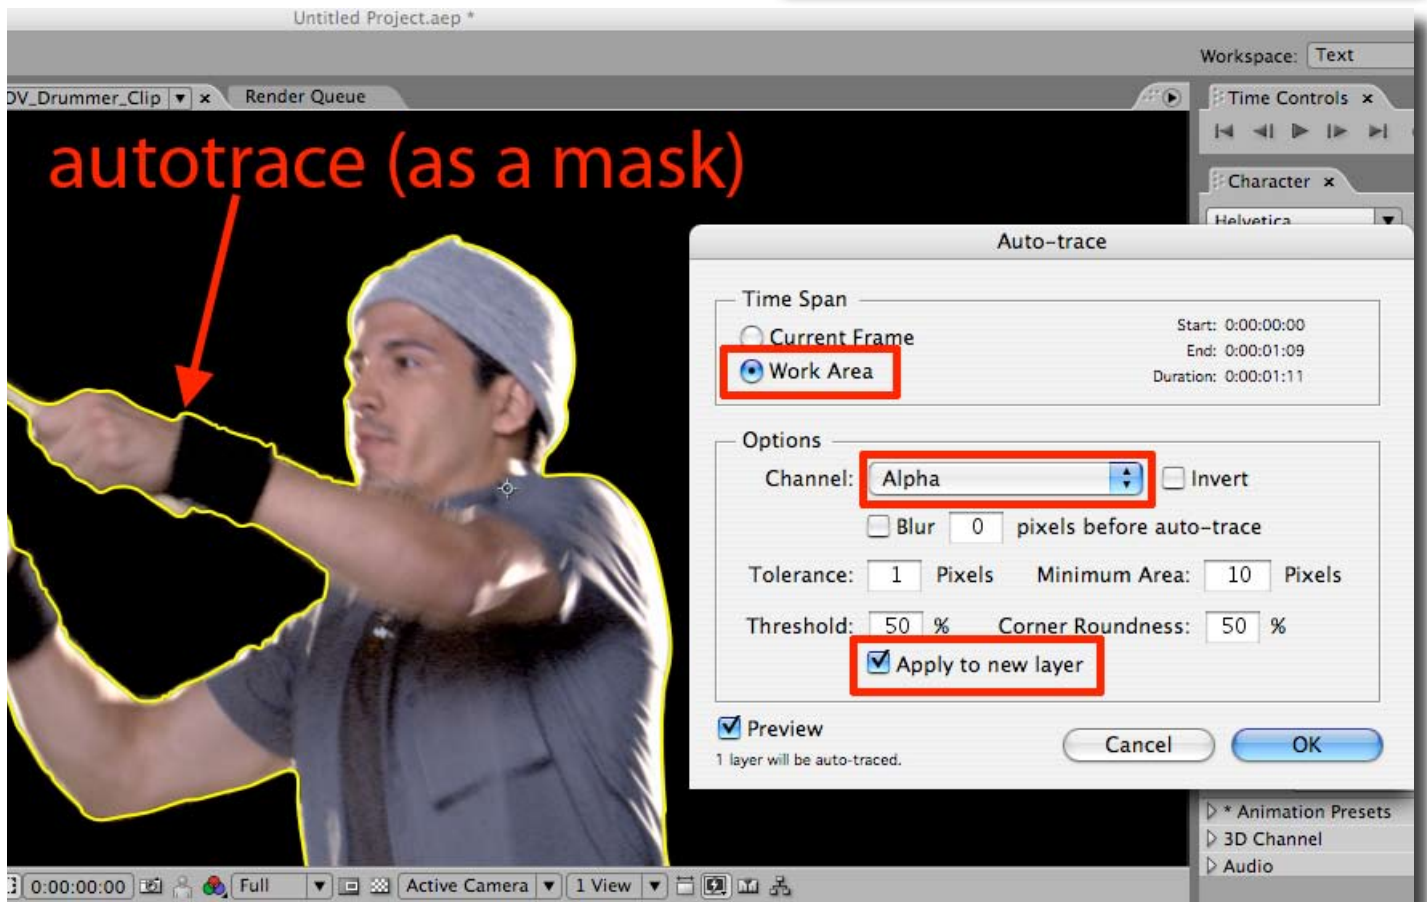 Untitled Project.aep *
Workspace: Text
DV_Drummer_Clip Render Queue
Time Controls
autotrace (as a mask)
Character
Helvetica
Auto-trace
Time Span
Current Frame
Work Area
Start: 0:00:00:00
End: 0:00:01:09
Duration: 0:00:01:11
Options
Channel: Alpha Invert
Blur 0 pixels before auto-trace
Tolerance: 1 Pixels Minimum Area: 10 Pixels
Threshold: 50 % Corner Roundness: 50 %
Apply to new layer
Preview
1 layer will be auto-traced.
Cancel OK
* Animation Presets
3D Channel
Audio
0:00:00:00 Full Active Camera 1 View